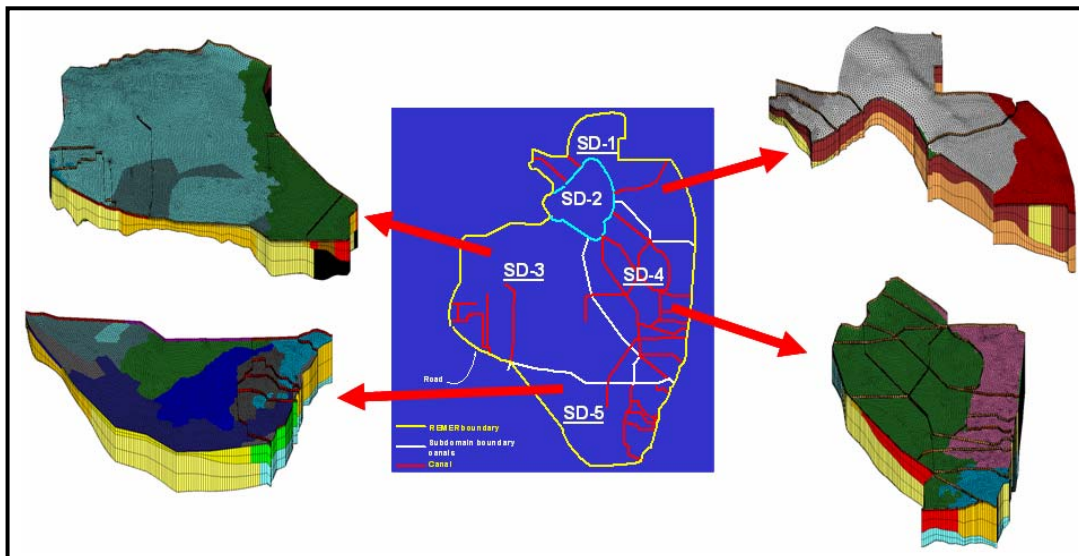 SD-1
SD-2
SD-3
SD-4
Road
SD-5
REMER boundary
Subdomain boundary
canals
Canal